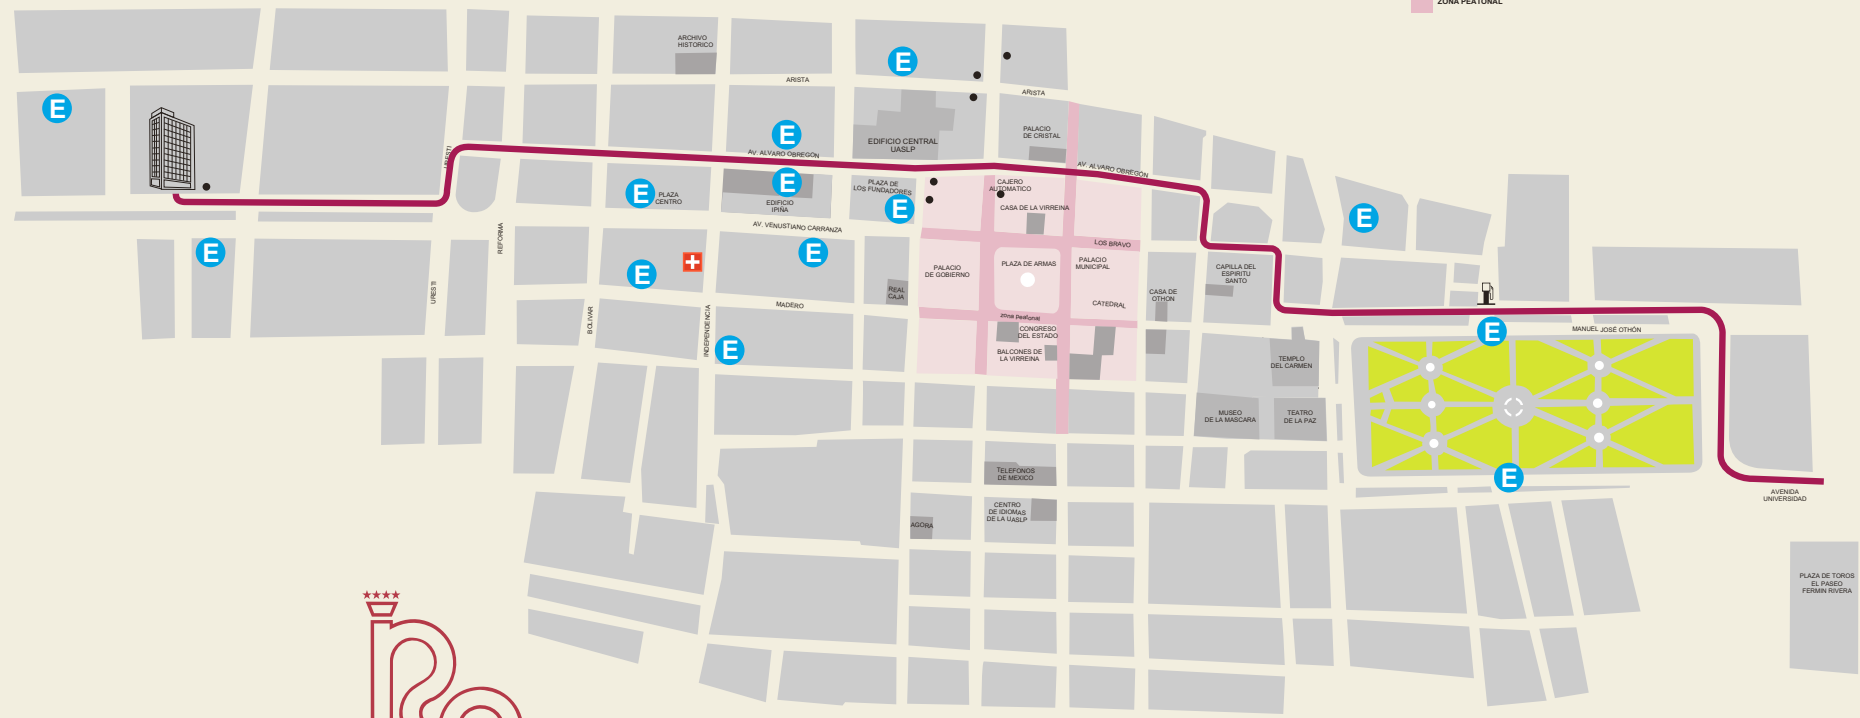 ZONA PEATONAL
ARCHIVO
HISTORICO
E
ARISTA
ARISTA
E
E
EDIFICIO CENTRAL
UASLP
PALACIO
DE CRISTAL
URESTI
AV. ALVARO OBREGON
AV. ALVARO OBREGON
E
PLAZA
CENTRO
E
EDIFICIO
IPIÑA
PLAZA DE
LOS FUNDADORES
E
CAJERO
AUTOMATICO
CASA DE LA VIRREINA
E
REFORMA
AV. VENUSTIANO CARRANZA
LOS BRAVO
E
E
E
PALACIO
DE GOBIERNO
PLAZA DE ARMAS
PALACIO
MUNICIPAL
CAPILLA DEL
ESPIRITU
SANTO
URESTI
REAL
CAJA
CASA DE
OTHON
MADERO
CATEDRAL
BOLIVAR
INDEPENDENCIA
zona peatonal
CONGRESO
DEL ESTADO
BALCONES DE
LA VIRREINA
E
E
MANUEL JOSÉ OTHÓN
TEMPLO
DEL CARMEN
MUSEO
DE LA MASCARA
TEATRO
DE LA PAZ
TELEFONOS
DE MEXICO
E
AVENIDA
UNIVERSIDAD
CENTRO
DE IDIOMAS
DE LA UASLP
AGORA
PLAZA DE TOROS
EL PASEO
FERMIN RIVERA